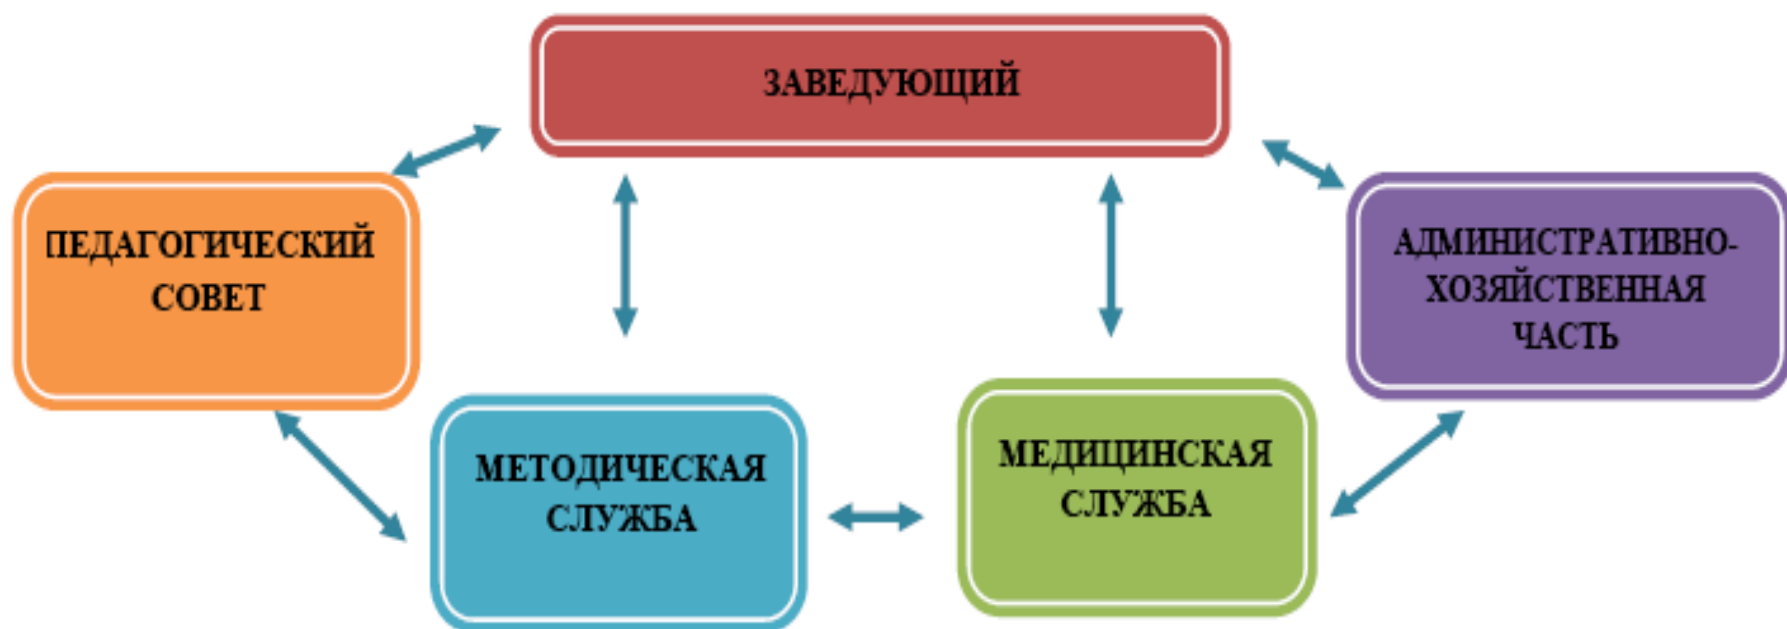 ЗАВЕДУЮЩИЙ
ПЕДАГОГИЧЕСКИЙ
СОВЕТ
АДМИНИСТРАТИВНО-
ХОЗЯЙСТВЕННАЯ
ЧАСТЬ
МЕТОДИЧЕСКАЯ
СЛУЖБА
МЕДИЦИНСКАЯ
СЛУЖБА